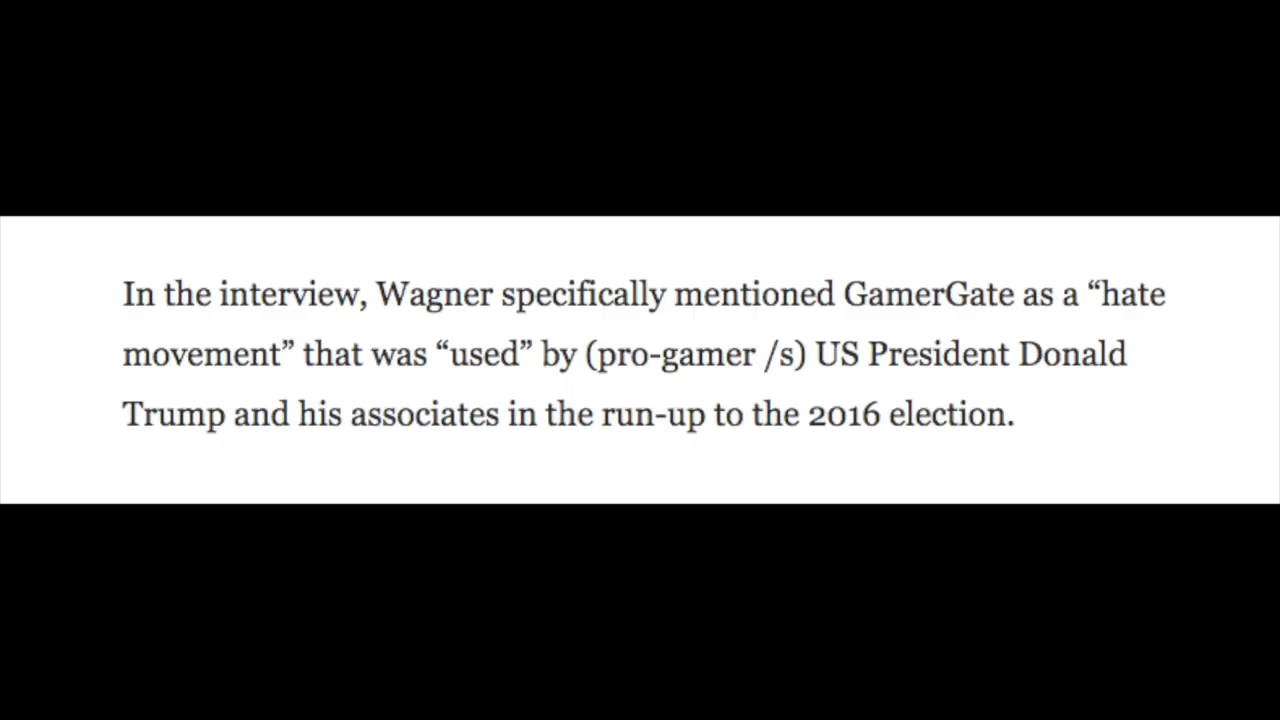 In the interview, Wagner specifically mentioned GamerGate as a “hate
movement” that was “used” by (pro-gamer /s) US President Donald
Trump and his associates in the run-up to the 2016 election.